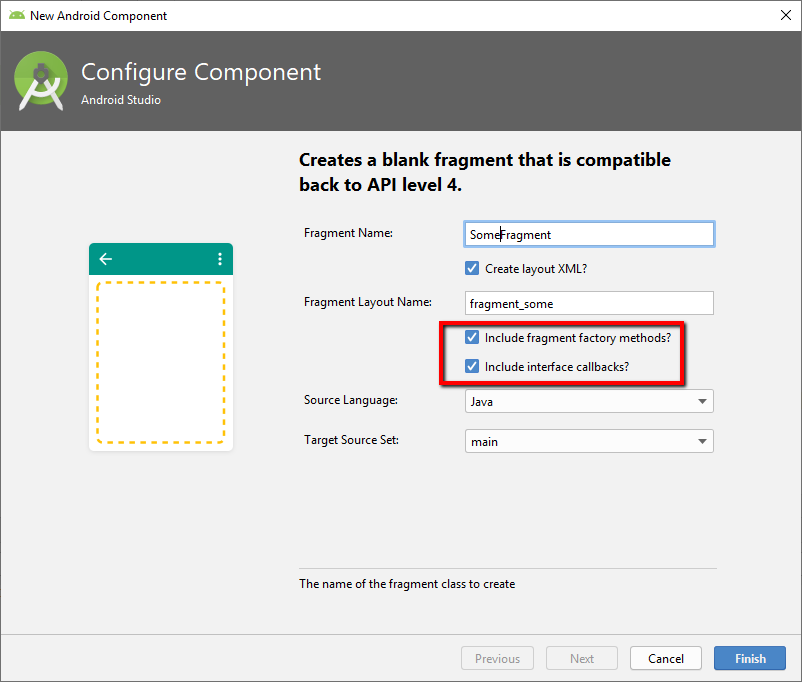 New Android Component
Configure Component
Android Studio
Creates a blank fragment that is compatible
back to API level 4.
Fragment Name:
SomeFragment
Create layout XML?
Fragment Layout Name:
fragment_some
Include fragment factory methods?
Include interface callbacks?
Source Language:
Java
Target Source Set:
main
The name of the fragment class to create
Previous
Next
Cancel
Finish